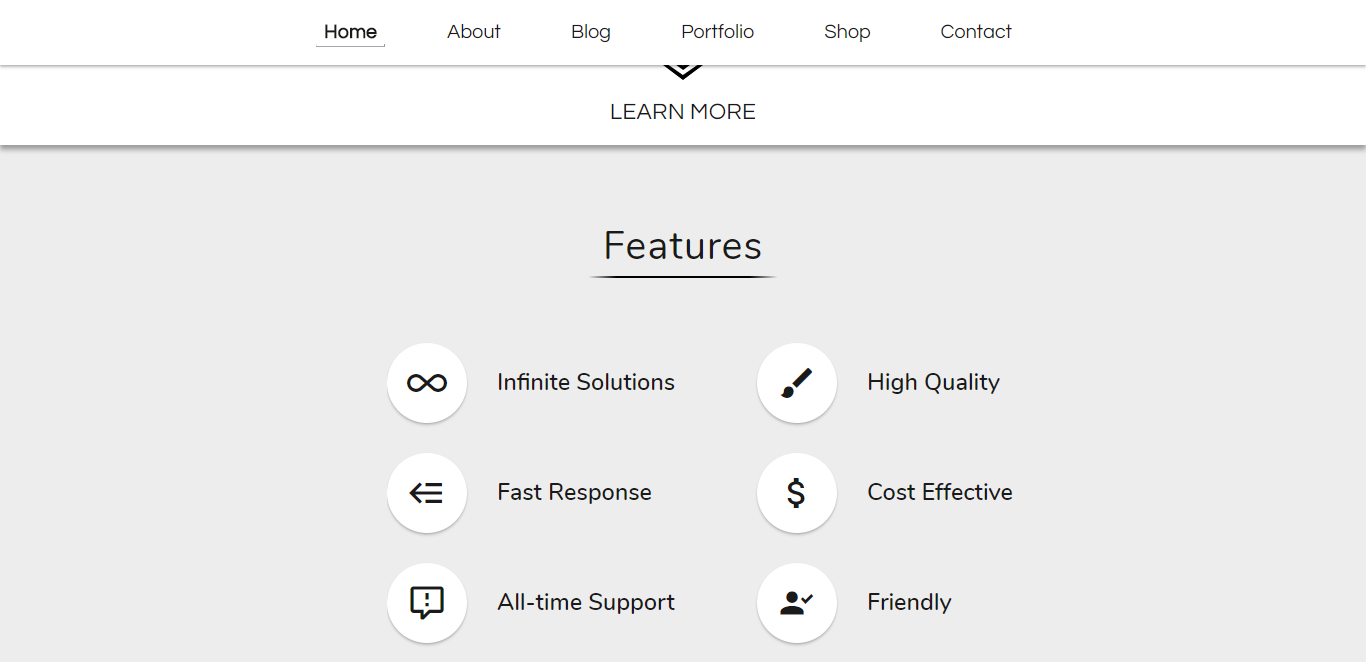 Home About Blog Portfolio Shop Contact
LEARN MORE
Features
Infinite Solutions
High Quality
Fast Response
Cost Effective
All-time Support
Friendly